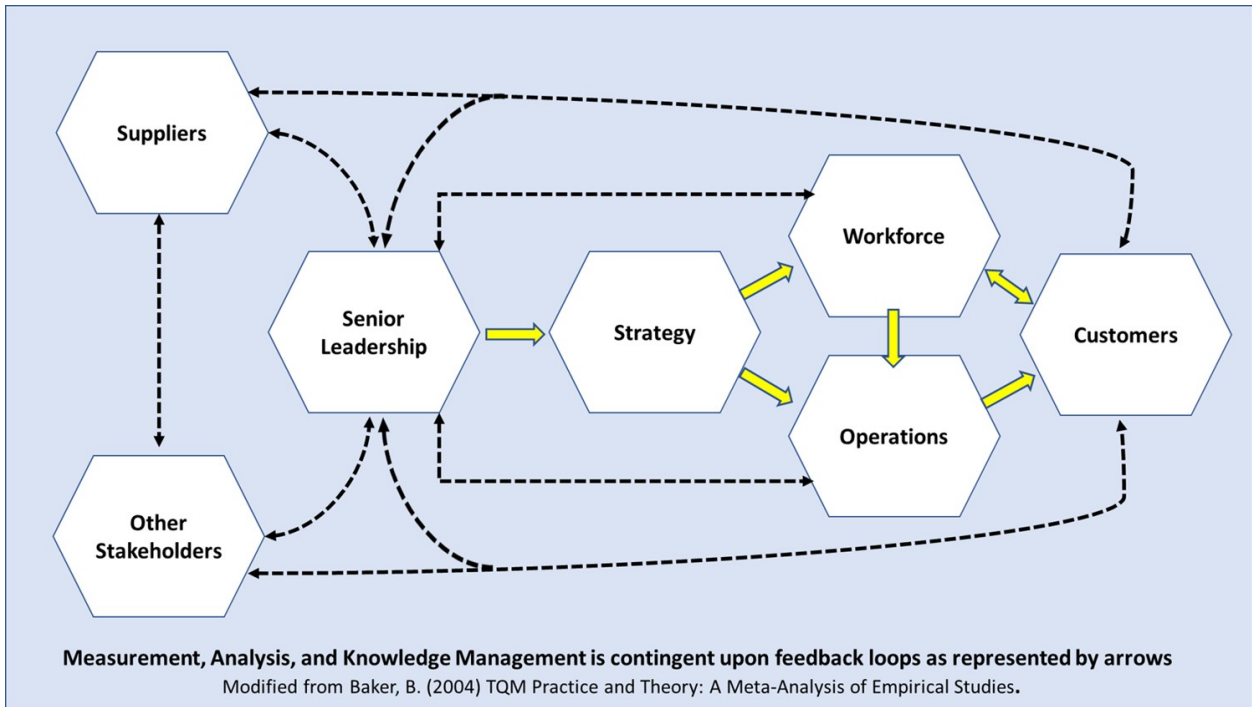 Suppliers
Workforce
Senior
Leadership
Strategy
Customers
Operations
Other
Stakeholders
Measurement, Analysis, and Knowledge Management is contingent upon feedback loops as represented by arrows
Modified from Baker, B. (2004) TQM Practice and Theory: A Meta-Analysis of Empirical Studies.